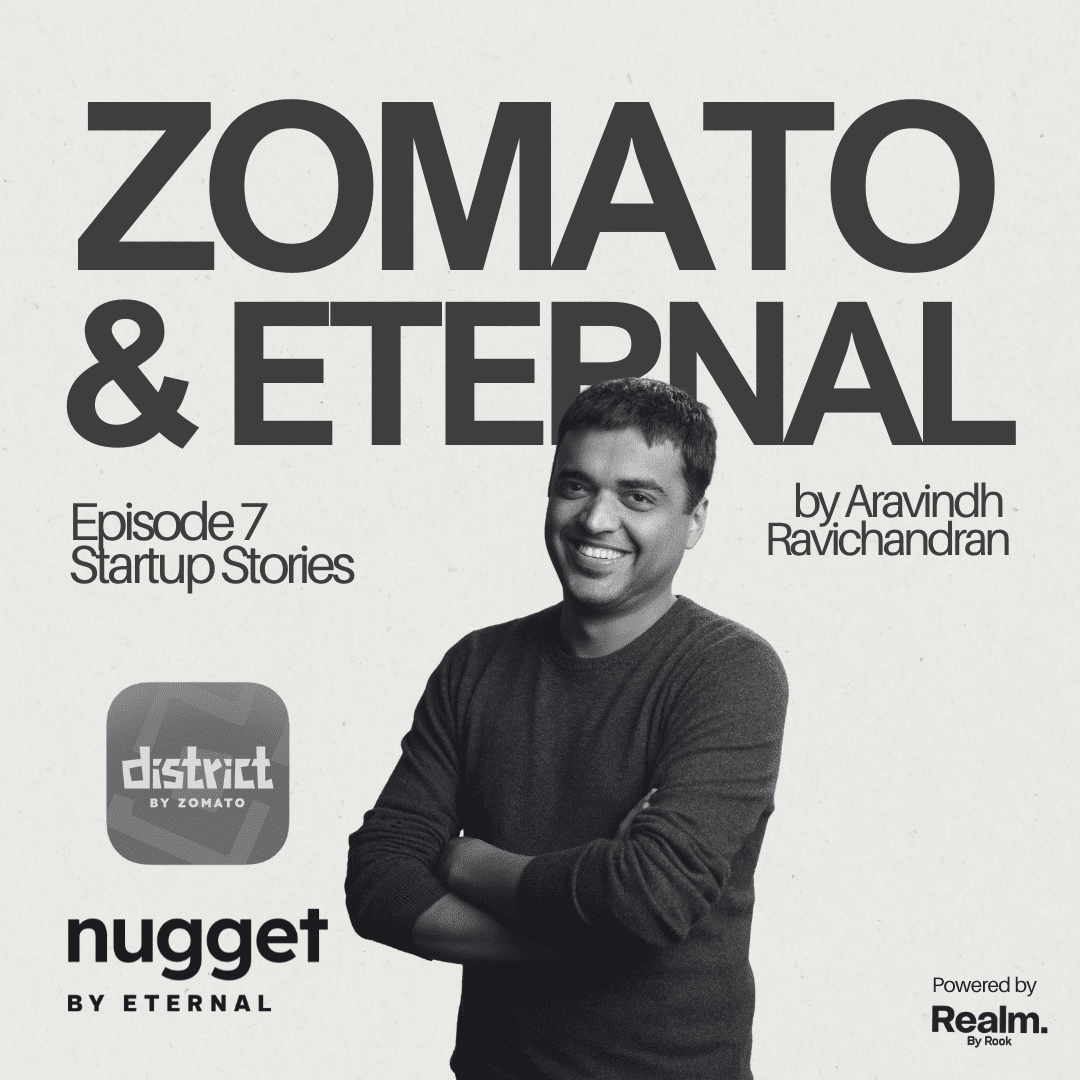 ZOMATO
& ETERNAL
Episode 7
Startup Stories
by Aravindh
Ravichandran
district
BY ZOMATO
nugget
BY ETERNAL
Powered by
Realm.
By Rook